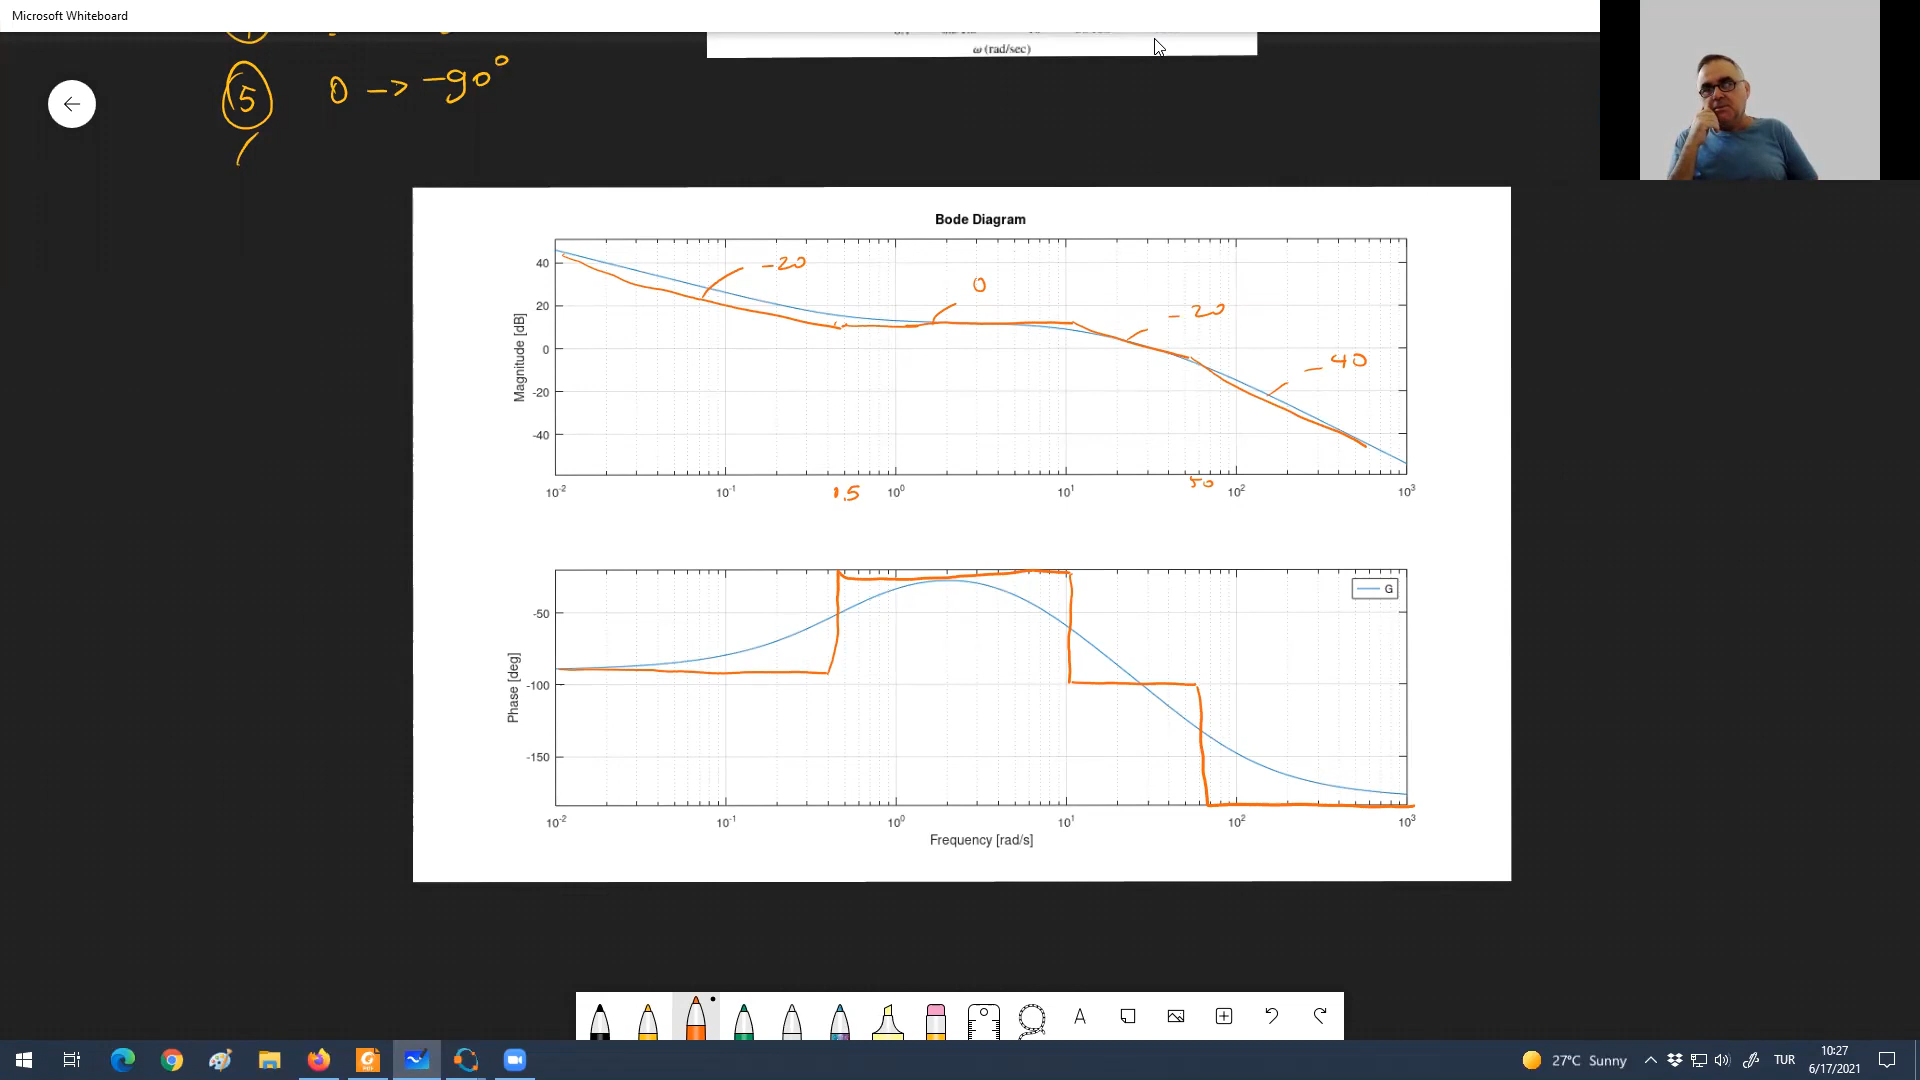 Microsoft Whiteboard
ω (rad/sec)
5 0 -> -90°
Bode Diagram
Magnitude [dB]
40
20
0
-20
-40
-20
0
-20
-40
10-2 10-1 0.5 100 101 50 102 103
Phase [deg]
-50
-100
-150
G
10-2 10-1 100 101 102 103
Frequency [rad/s]
A
27°C Sunny
TUR
10:27
6/17/2021